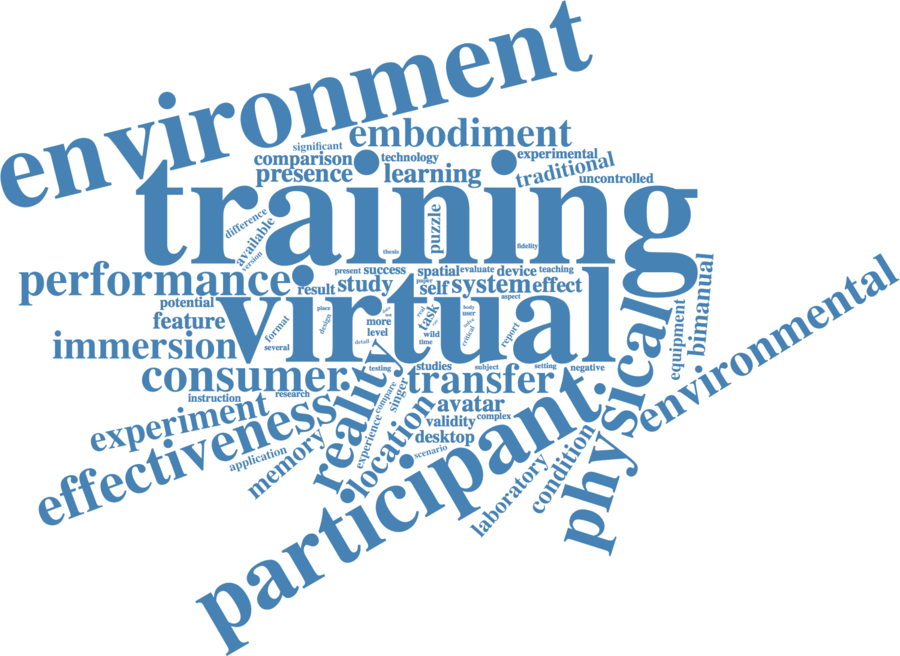 environment
embodiment
significant
comparison
technology
experimental
presence
learning
traditional
uncontrolled
training
difference
available
version
puzzle
thesis
fidelity
performance
present
success
spatial
evaluate
device
teaching
result
study
paper
self
system
effect
virtual
potential
feature
format
several
place
design
more
level
detail
real
task
wild
time
body
user
solve
critical
aspect
report
physical
equipment
bimanual
environmental
immersion
consumer
reality
testing
studies
subject
setting
negative
transfer
instruction
research
experiment
effectiveness
application
memory
experience
compare
singer
location
avatar
validity
complex
desktop
scenario
participant
laboratory
condition